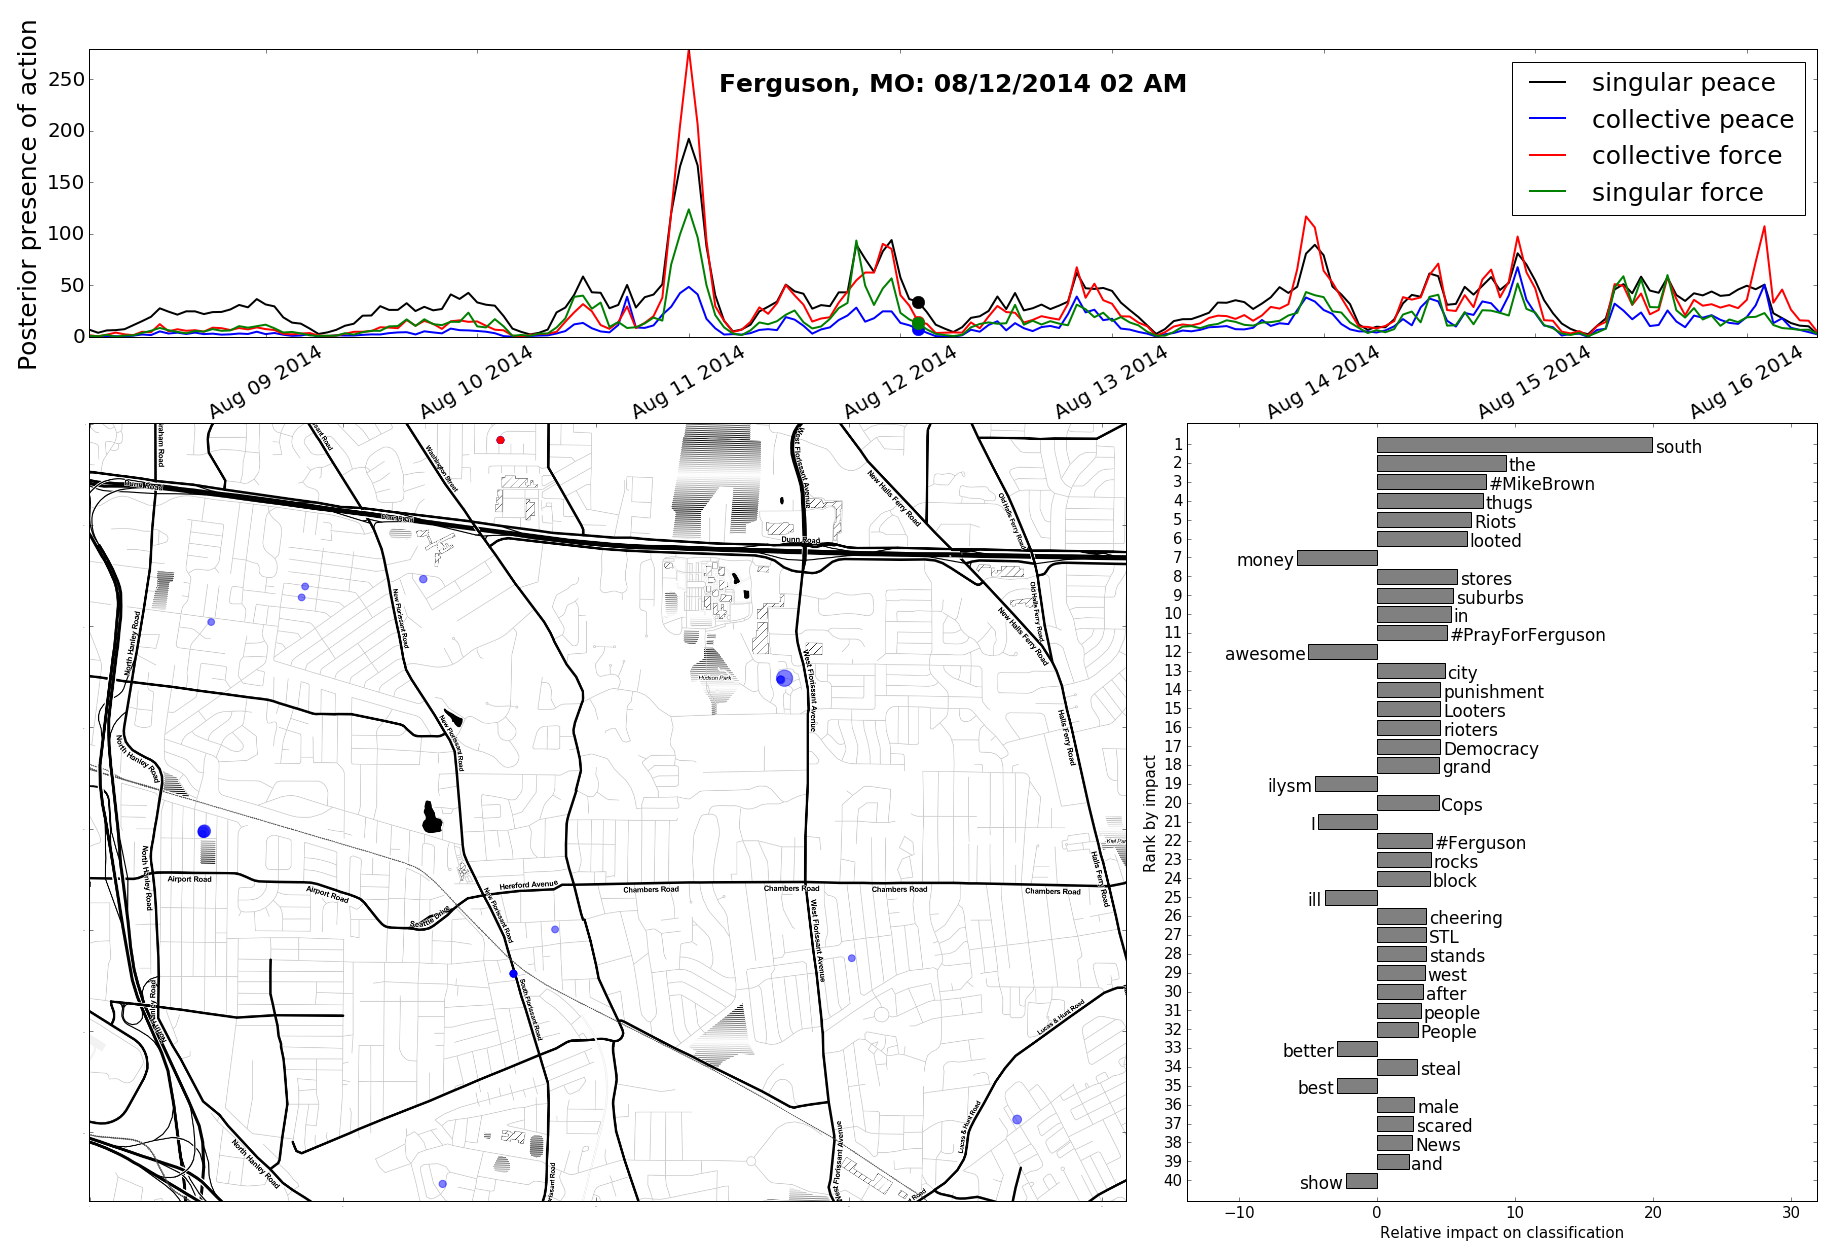 Ferguson, MO: 08/12/2014 02 AM
Posterior presence of action
250
200
150
100
50
0
singular peace
collective peace
collective force
singular force
Aug 09 2014
Aug 10 2014
Aug 11 2014
Aug 12 2014
Aug 13 2014
Aug 14 2014
Aug 15 2014
Aug 16 2014
Washington Street
West Florissant Avenue
New Halls Ferry Road
Old Halls Ferry Road
Dunn Road
New Florissant Road
Old Halls Ferry Road
New Halls Ferry Road
North Hanley Road
West Florissant Avenue
Hudson Park
New Florissant Road
Halls Ferry Road
North Hanley Road
North Hanley Road
Airport Road
Airport Road
Seattle Drive
Hereford Avenue
Chambers Road
Chambers Road
Chambers Road
Chambers Road
Halls Ferry Road
New Florissant Road
West Florissant Avenue
South Florissant Road
Lucas & Hunt Road
Lucas & Hunt Road
North Hanley Road
West Florissant Avenue
Rank by impact
1 south
2 the
3 #MikeBrown
4 thugs
5 Riots
6 looted
7 money
8 stores
9 suburbs
10 in
11 #PrayForFerguson
12 awesome
13 city
14 punishment
15 Looters
16 rioters
17 Democracy
18 grand
19 ilysm
20 Cops
21 I
22 #Ferguson
23 rocks
24 block
25 ill
26 cheering
27 STL
28 stands
29 west
30 after
31 people
32 People
33 better
34 steal
35 best
36 male
37 scared
38 News
39 and
40 show
−10 0 10 20 30
Relative impact on classification